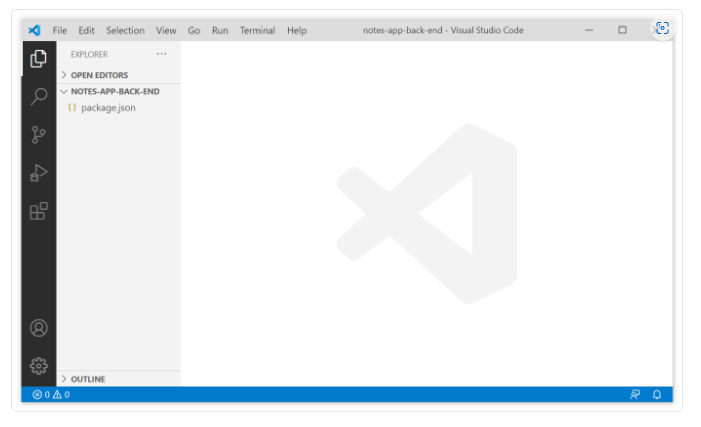 File Edit Selection View Go Run Terminal Help notes-app-back-end - Visual Studio Code
EXPLORER ...
OPEN EDITORS
NOTES-APP-BACK-END
{} package.json
OUTLINE
0 0